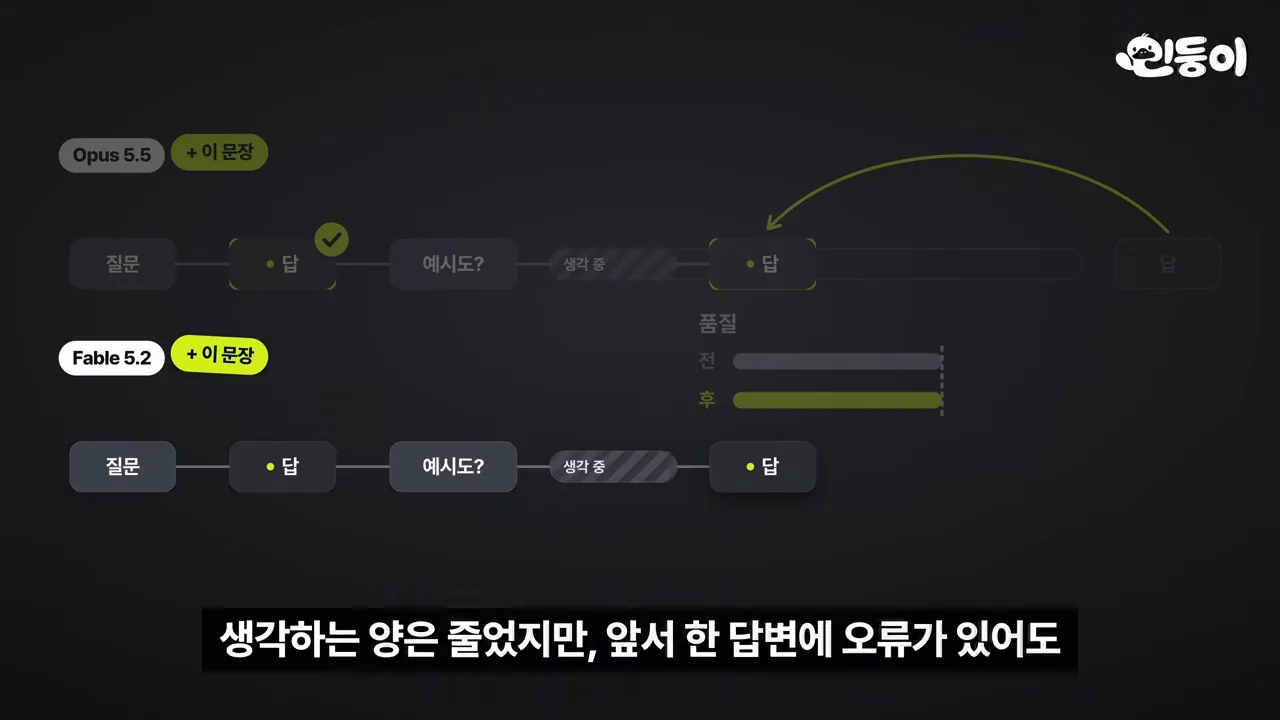 인둥이
Opus 5.5 + 이 문장
질문 답 예시도? 생각 중 답 답
품질
전
후
Fable 5.2 + 이 문장
질문 답 예시도? 생각 중 답
생각하는 양은 줄었지만, 앞서 한 답변에 오류가 있어도